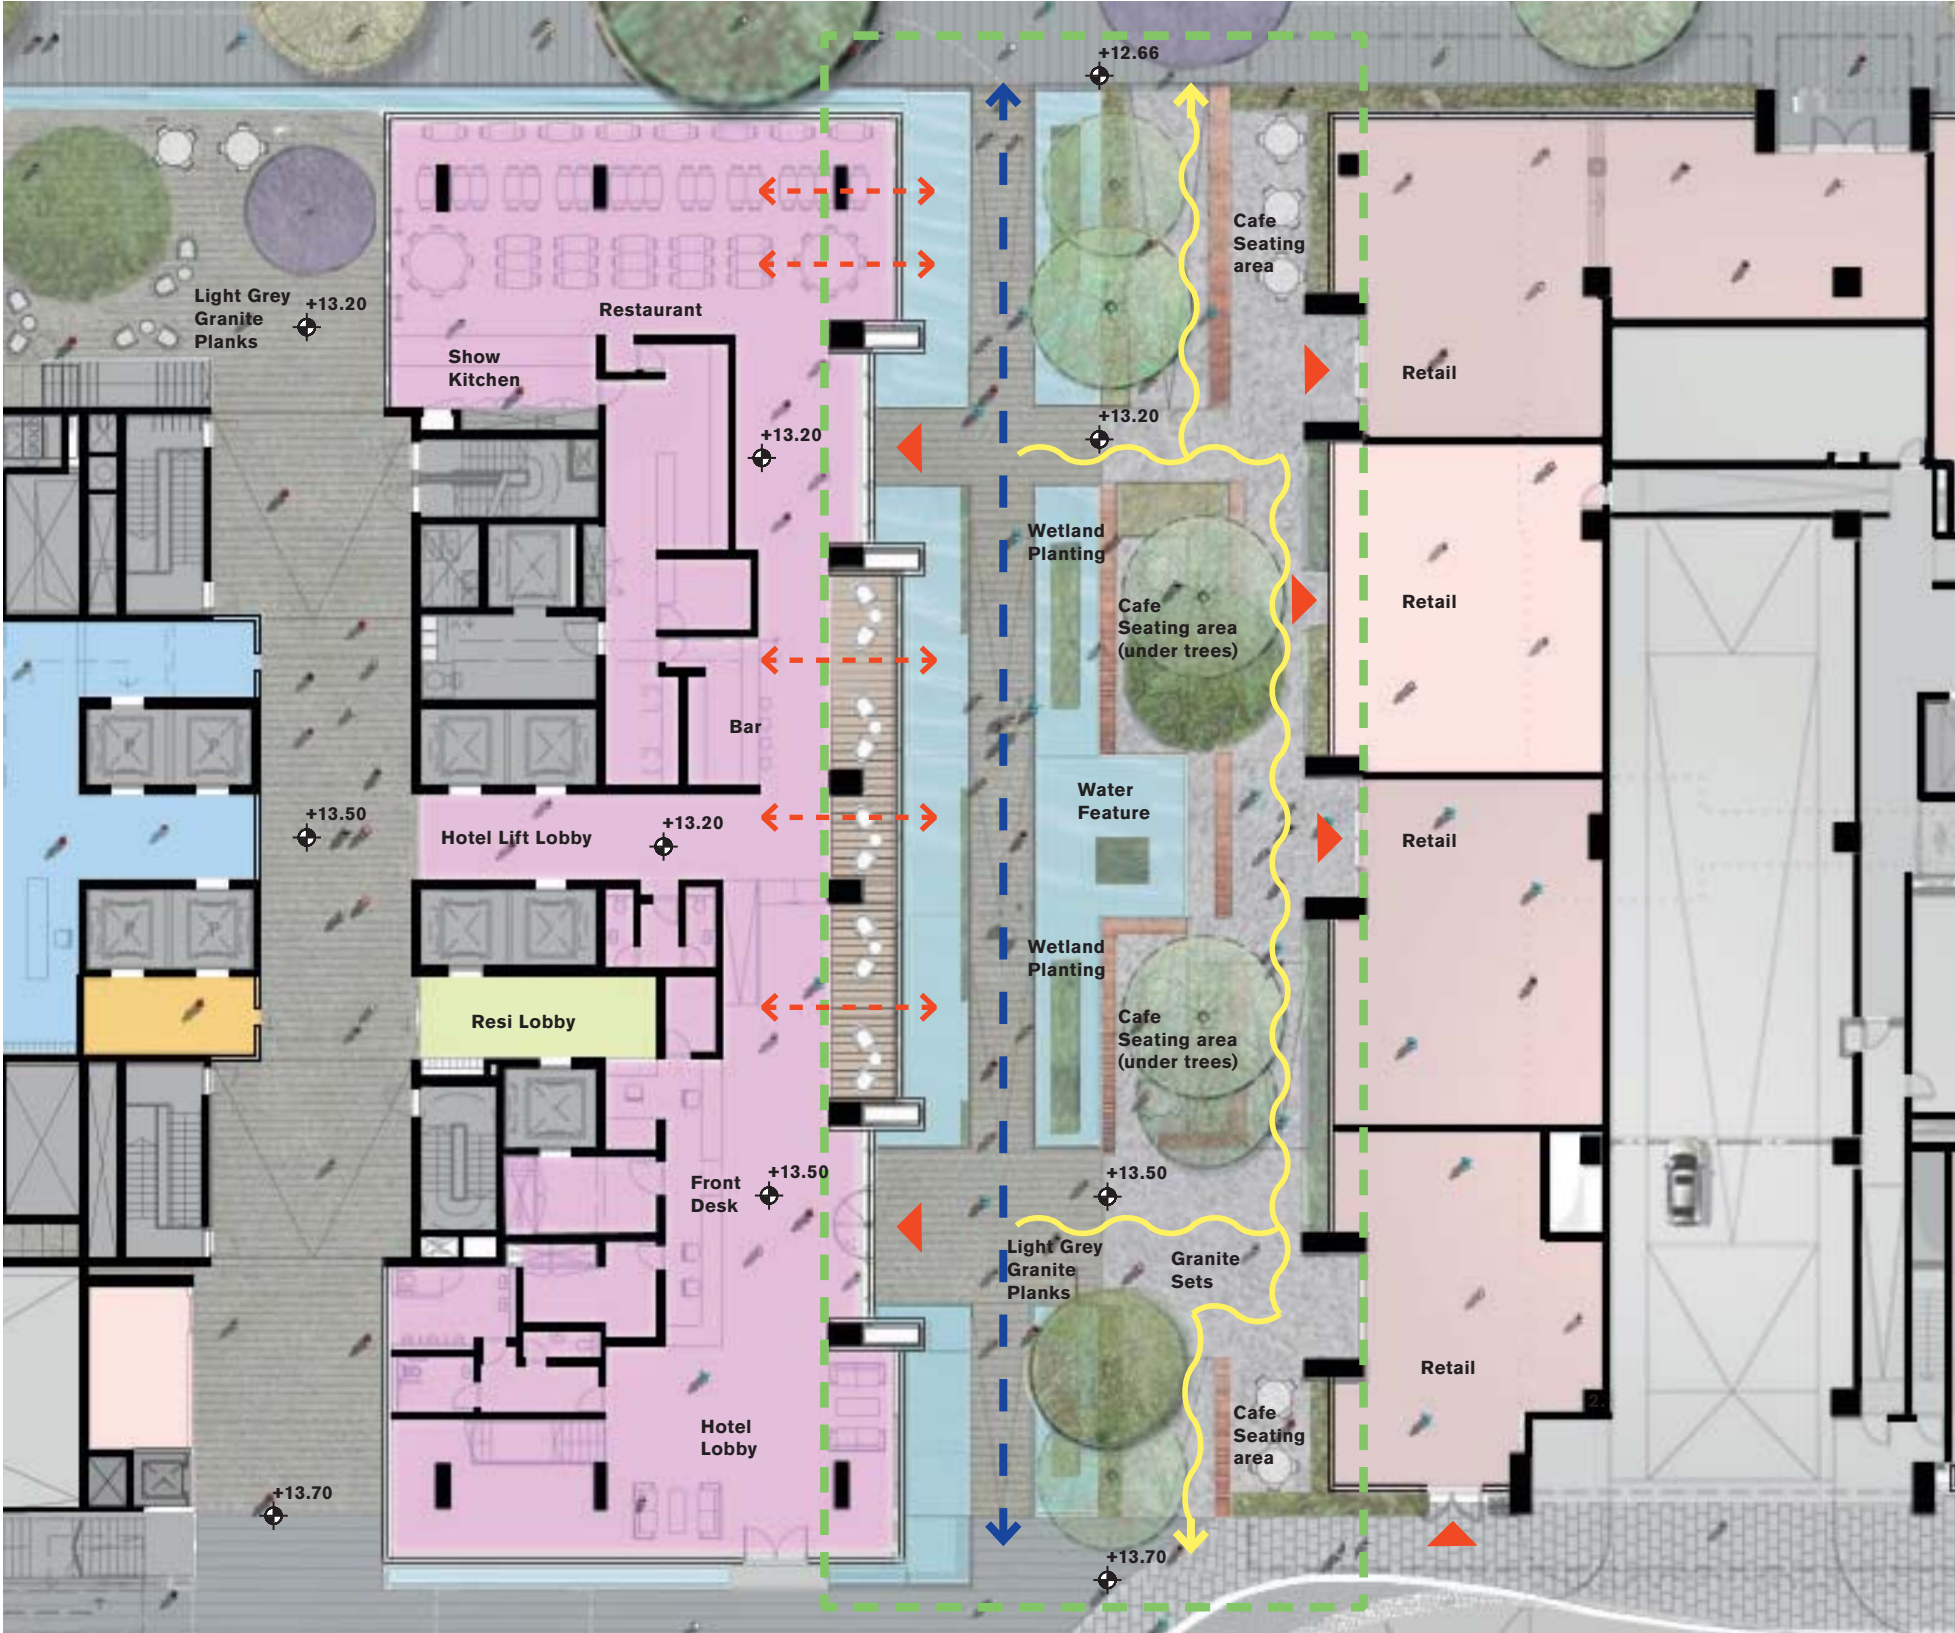 +12.66
Cafe
Seating
area
Light Grey
Granite
Planks
+13.20
Restaurant
Show
Kitchen
Retail
+13.20
+13.20
Wetland
Planting
Cafe
Seating area
(under trees)
Retail
Bar
Water
Feature
+13.50
Hotel Lift Lobby
+13.20
Retail
Wetland
Planting
Resi Lobby
Cafe
Seating area
(under trees)
Front
Desk
+13.50
+13.50
Light Grey
Granite
Planks
Granite
Sets
Retail
Hotel
Lobby
Cafe
Seating
area
+13.70
+13.70